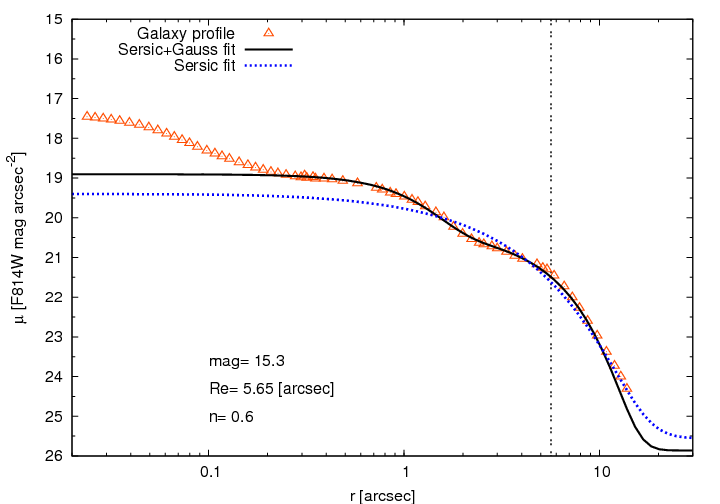 Galaxy profile
Sersic+Gauss fit
Sersic fit
15
16
17
18
19
20
21
22
23
24
25
26
μ [F814W mag arcsec⁻²]
mag= 15.3
Re= 5.65 [arcsec]
n= 0.6
0.1 1 10
r [arcsec]